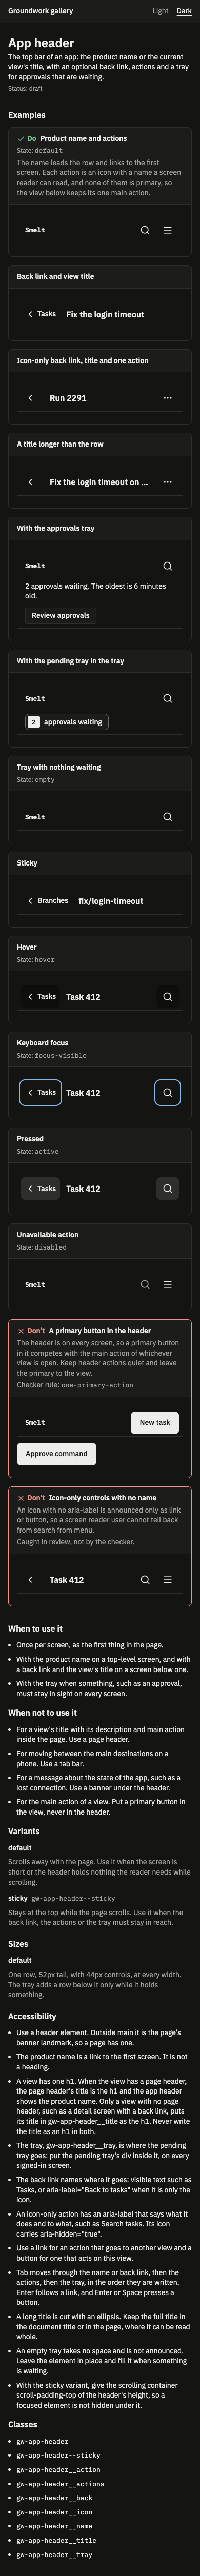 Groundwork gallery
Light
Dark
App header
The top bar of an app: the product name or the current
view's title, with an optional back link, actions and a tray
for approvals that are waiting.
Status: draft
Examples
Do Product name and actions
State: default
The name leads the row and links to the first
screen. Each action is an icon with a name a screen
reader can read, and none of them is primary, so
the view below keeps its one main action.
Smelt
Back link and view title
Tasks Fix the login timeout
Icon-only back link, title and one action
Run 2291
A title longer than the row
Fix the login timeout on ...
With the approvals tray
Smelt
2 approvals waiting. The oldest is 6 minutes
old.
Review approvals
With the pending tray in the tray
Smelt
2 approvals waiting
Tray with nothing waiting
State: empty
Smelt
Sticky
Branches fix/login-timeout
Hover
State: hover
Tasks Task 412
Keyboard focus
State: focus-visible
Tasks Task 412
Pressed
State: active
Tasks Task 412
Unavailable action
State: disabled
Smelt
Don't A primary button in the header
The header is on every screen, so a primary button
in it competes with the main action of whichever
view is open. Keep header actions quiet and leave
the primary to the view.
Checker rule: one-primary-action
Smelt
New task
Approve command
Don't Icon-only controls with no name
An icon with no aria-label is announced only as link
or button, so a screen reader user cannot tell back
from search from menu.
Caught in review, not by the checker.
Task 412
When to use it
Once per screen, as the first thing in the page.
With the product name on a top-level screen, and with
a back link and the view's title on a screen below one.
With the tray when something, such as an approval,
must stay in sight on every screen.
When not to use it
For a view's title with its description and main action
inside the page. Use a page header.
For moving between the main destinations on a
phone. Use a tab bar.
For a message about the state of the app, such as a
lost connection. Use a banner under the header.
For the main action of a view. Put a primary button in
the view, never in the header.
Variants
default
Scrolls away with the page. Use it when the screen is
short or the header holds nothing the reader needs while
scrolling.
sticky gw-app-header--sticky
Stays at the top while the page scrolls. Use it when the
back link, the actions or the tray must stay in reach.
Sizes
default
One row, 52px tall, with 44px controls, at every width.
The tray adds a row below it only while it holds
something.
Accessibility
Use a header element. Outside main it is the page's
banner landmark, so a page has one.
The product name is a link to the first screen. It is not
a heading.
A view has one h1. When the view has a page header,
the page header's title is the h1 and the app header
shows the product name. Only a view with no page
header, such as a detail screen with a back link, puts
its title in gw-app-header__title as the h1. Never write
the title as an h1 in both.
The tray, gw-app-header__tray, is where the pending
tray goes: put the pending tray's div inside it, on every
signed-in screen.
The back link names where it goes: visible text such as
Tasks, or aria-label="Back to tasks" when it is only the
icon.
An icon-only action has an aria-label that says what it
does and to what, such as Search tasks. Its icon
carries aria-hidden="true".
Use a link for an action that goes to another view and a
button for one that acts on this view.
Tab moves through the name or back link, then the
actions, then the tray, in the order they are written.
Enter follows a link, and Enter or Space presses a
button.
A long title is cut with an ellipsis. Keep the full title in
the document title or in the page, where it can be read
whole.
An empty tray takes no space and is not announced.
Leave the element in place and fill it when something
is waiting.
With the sticky variant, give the scrolling container
scroll-padding-top of the header's height, so a
focused element is not hidden under it.
Classes
gw-app-header
gw-app-header--sticky
gw-app-header__action
gw-app-header__actions
gw-app-header__back
gw-app-header__icon
gw-app-header__name
gw-app-header__title
gw-app-header__tray